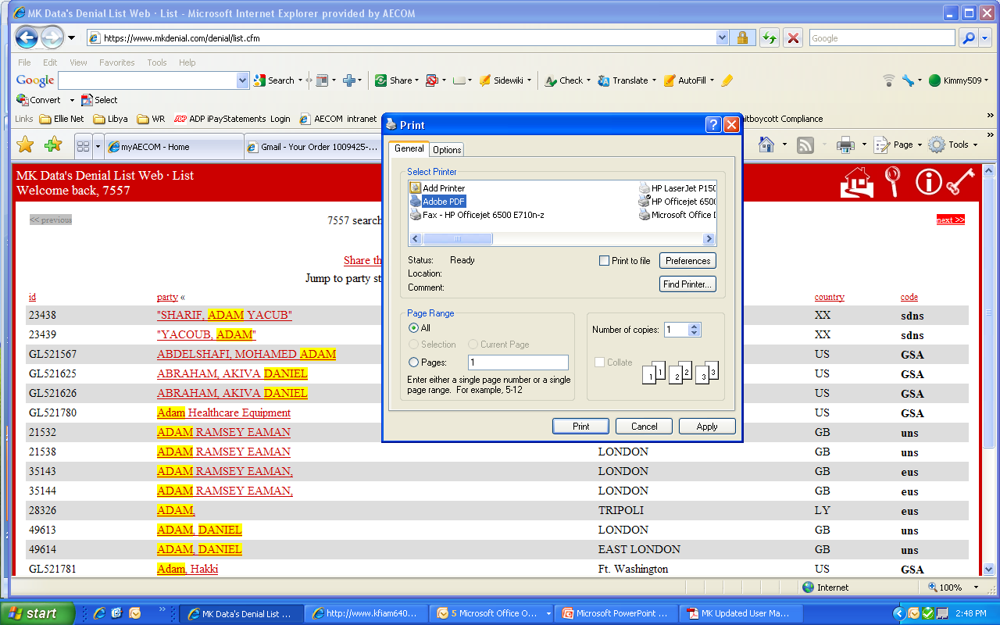 MK Data's Denial List Web · List - Microsoft Internet Explorer provided by AECOM
https://www.mkdenial.com/denial/list.cfm
Google
File Edit View Favorites Tools Help
Google Search Share Sidewiki Check Translate AutoFill Kimmy509
Convert Select
Links Ellie Net Libya WR ADP iPayStatements Login AECOM intranet itboycott Compliance
myAECOM - Home Gmail - Your Order 1009425-... Page Tools
MK Data's Denial List Web · List
Welcome back, 7557
<< previous 7557 search next >>
Share th
Jump to party st
id party « country code
23438 "SHARIF, ADAM YACUB" XX sdns
23439 "YACOUB, ADAM" XX sdns
GL521567 ABDELSHAFI, MOHAMED ADAM US GSA
GL521625 ABRAHAM, AKIVA DANIEL US GSA
GL521626 ABRAHAM, AKIVA DANIEL US GSA
GL521780 Adam Healthcare Equipment US GSA
21532 ADAM RAMSEY EAMAN GB uns
21538 ADAM RAMSEY EAMAN LONDON GB uns
35143 ADAM RAMSEY EAMAN, LONDON GB eus
35144 ADAM RAMSEY EAMAN, LONDON GB eus
28326 ADAM, TRIPOLI LY eus
49613 ADAM, DANIEL LONDON GB uns
49614 ADAM, DANIEL EAST LONDON GB uns
GL521781 Adam, Hakki Ft. Washington US GSA
Print
General Options
Select Printer
Add Printer HP LaserJet P150
Adobe PDF HP Officejet 6500
Fax - HP Officejet 6500 E710n-z Microsoft Office
Status: Ready Print to file Preferences
Location:
Comment: Find Printer...
Page Range
All Number of copies: 1
Selection Current Page
Pages: 1 Collate
1 1 2 2 3 3
Enter either a single page number or a single
page range. For example, 5-12
Print Cancel Apply
Internet 100%
start MK Data's Denial List ... http://www.kfiam640... 5 Microsoft Office O... Microsoft PowerPoint ... MK Updated User Ma... 2:48 PM